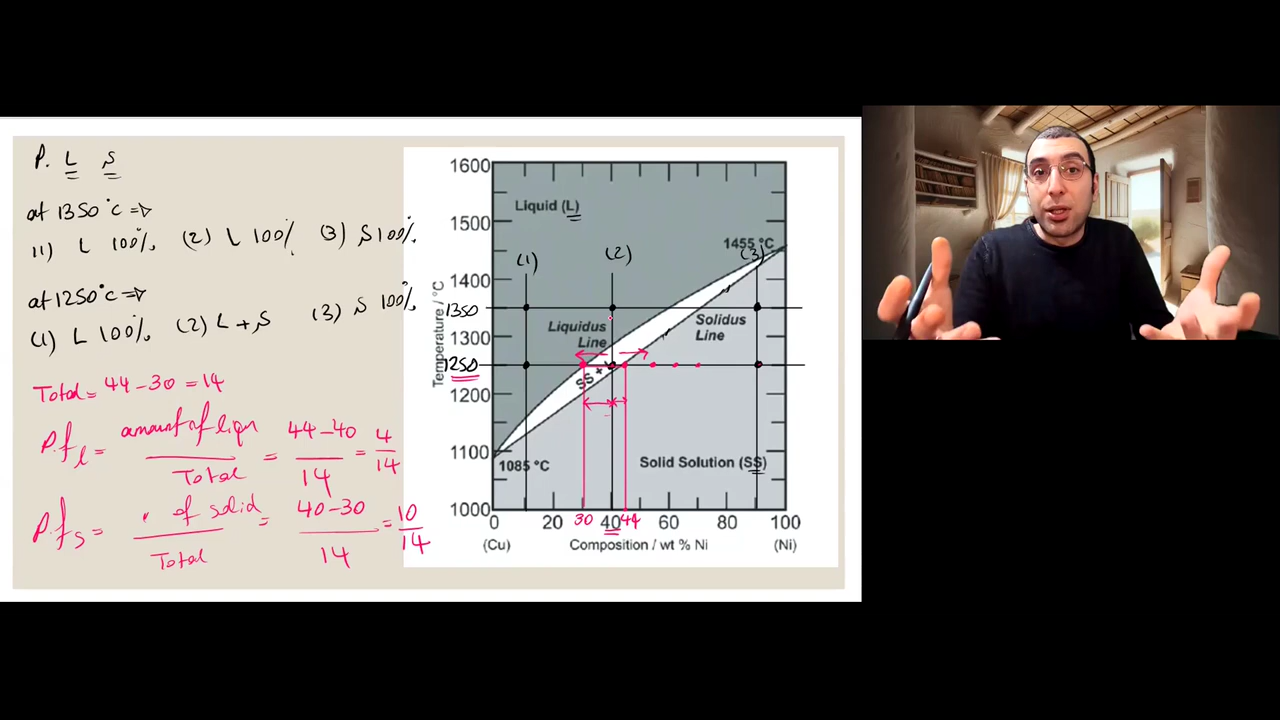 P. L S
at 1350°C ⇒
(1) L 100% (2) L 100% (3) S 100%
at 1250°C ⇒
(1) L 100% (2) L + S (3) S 100%
Total = 44 - 30 = 14
P.fl = amount of liqu / Total = 44-40 / 14 = 4/14
P.fs = " of solid / Total = 40-30 / 14 = 10/14
1600
Liquid (L)
1500
1455 °C
(1) (2) (3)
1400
1350
Liquidus Line
Solidus Line
1300
1250
SS + L
1200
1100
1085 °C
Solid Solution (SS)
1000
Temperature / °C
0 20 30 40 44 60 80 100
(Cu) Composition / wt % Ni (Ni)